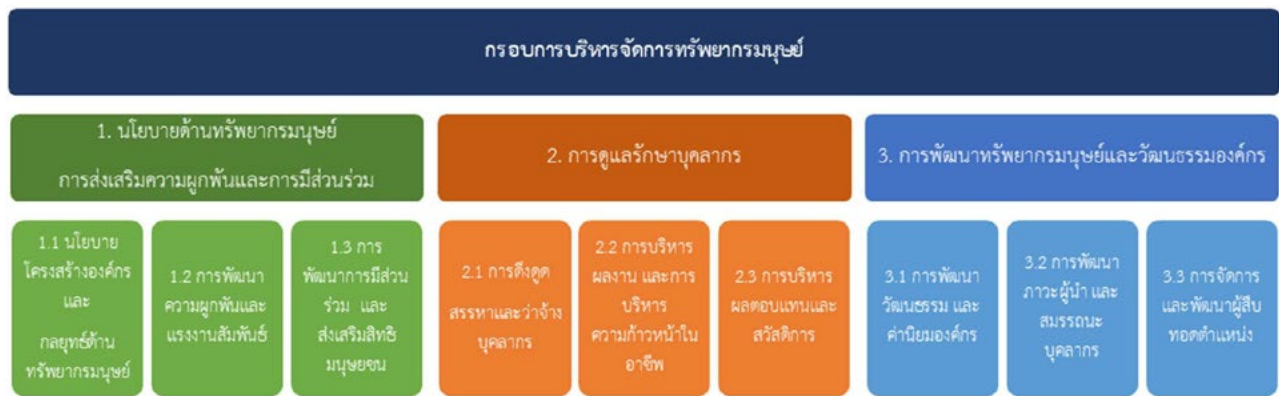 กรอบการบริหารจัดการทรัพยากรมนุษย์
1. นโยบายด้านทรัพยากรมนุษย์
การส่งเสริมความผูกพันและการมีส่วนร่วม
2. การดูแลรักษาบุคลากร
3. การพัฒนาทรัพยากรมนุษย์และวัฒนธรรมองค์กร
1.1 นโยบาย
โครงสร้างองค์กร
และ
กลยุทธ์ด้าน
ทรัพยากรมนุษย์
1.2 การพัฒนา
ความผูกพันและ
แรงงานสัมพันธ์
1.3 การ
พัฒนาการมีส่วน
ร่วม และ
ส่งเสริมสิทธิ
มนุษยชน
2.1 การดึงดูด
สรรหาและว่าจ้าง
บุคลากร
2.2 การบริหาร
ผลงาน และการ
บริหาร
ความก้าวหน้าใน
อาชีพ
2.3 การบริหาร
ผลตอบแทนและ
สวัสดิการ
3.1 การพัฒนา
วัฒนธรรม และ
ค่านิยมองค์กร
3.2 การพัฒนา
ภาวะผู้นำ และ
สมรรถนะ
บุคลากร
3.3 การจัดการ
และพัฒนาผู้สืบ
ทอดตำแหน่ง